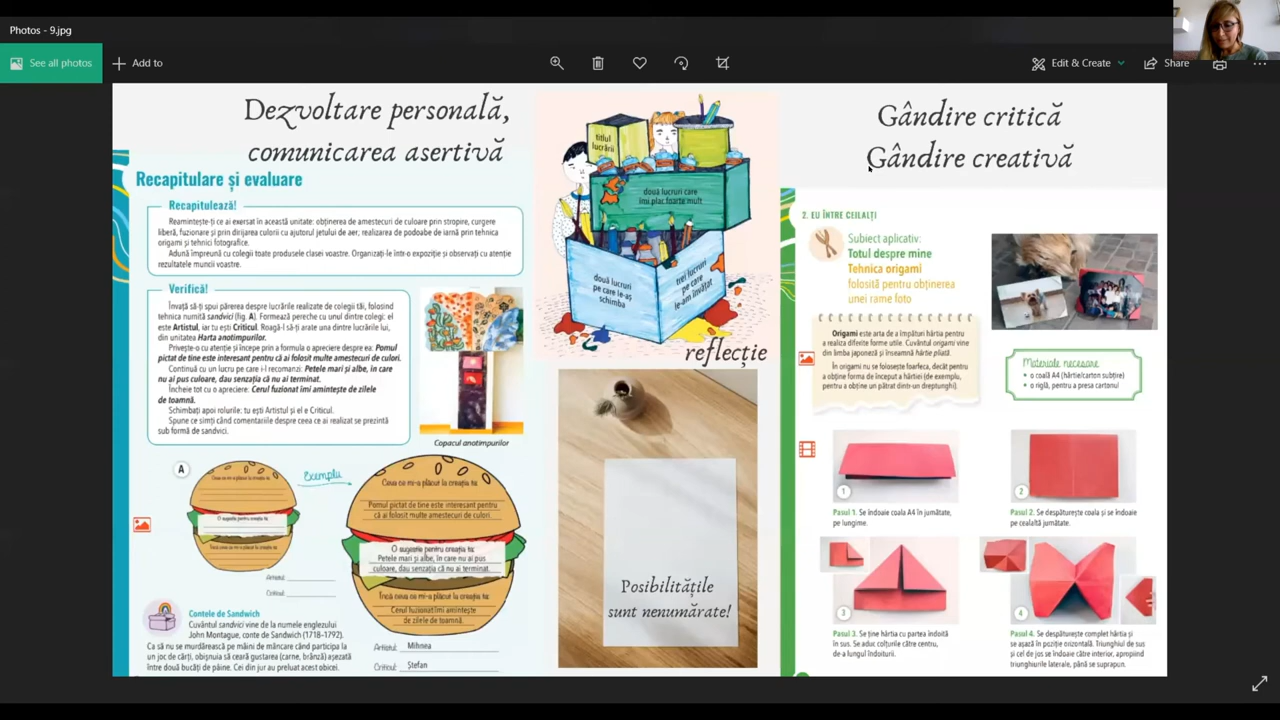 Photos - 9.jpg
See all photos
Add to
Edit & Create
Share
Dezvoltare personală,
comunicarea asertivă
Recapitulare și evaluare
Recapitulează!
Reamintește-ți ce ai exersat în această unitate: obținerea de amestecuri de culoare prin stropire, curgere
liberă, fuzionare și prin dirijarea culorii cu ajutorul jetului de aer, realizarea de podoabe de iarnă prin tehnica
origami și tehnici fotografice.
Adună împreună cu colegii toate produsele clasei voastre. Organizați-le într-o expoziție și observați cu atenție
rezultatele muncii voastre.
Verifică!
Învață să-ți spui părerea despre lucrările realizate de colegii tăi, folosind
tehnica numită sandvici (fig. A). Formează pereche cu unul dintre colegi: el
este Artistul, iar tu ești Criticul. Roagă-l să-ți arate una dintre lucrările lui,
din unitatea Harta anotimpurilor.
Privește-o cu atenție și începe prin a formula o apreciere despre ea: Pomul
pictat de tine este interesant pentru că ai folosit multe amestecuri de culori.
Continuă cu un lucru pe care i-l recomanzi: Petele mari și albe, în care
nu ai pus culoare, dau senzația că nu ai terminat.
Încheie tot cu o apreciere: Cerul fuzionat îmi amintește de zilele
de toamnă.
Schimbați apoi rolurile: tu ești Artistul și el e Criticul.
Spune ce simți când comentariile despre ceea ce ai realizat se prezintă
sub formă de sandvici.
Copacul anotimpurilor
A
Ceva ce mi-a plăcut la creația ta:
O sugestie pentru creația ta:
Încă ceva ce mi-a plăcut la creația ta:
Artistul:
Criticul:
Exemplu
Ceva ce mi-a plăcut la creația ta:
Pomul pictat de tine este interesant pentru
că ai folosit multe amestecuri de culori.
O sugestie pentru creația ta:
Petele mari și albe, în care nu ai pus
culoare, dau senzația că nu ai terminat.
Încă ceva ce mi-a plăcut la creația ta:
Cerul fuzionat îmi amintește
de zilele de toamnă.
Artistul: Mihnea
Criticul: Ștefan
Contele de Sandwich
Cuvântul sandvici vine de la numele englezului
John Montague, conte de Sandwich (1718-1792).
Ca să nu se murdărească pe mâini de mâncare când participa la
un joc de cărți, obișnuia să ceară gustarea (carne, brânză) așezată
între două bucăți de pâine. Cei din jur au preluat acest obicei.
titlul
lucrării
două lucruri care
îmi plac foarte mult
două lucruri
pe care le-aș
schimba
trei lucruri
pe care
le-am învățat
reflecție
Posibilitățile
sunt nenumărate!
Gândire critică
Gândire creativă
2. EU ÎNTRE CEILALȚI
Subiect aplicativ:
Totul despre mine
Tehnica origami
folosită pentru obținerea
unei rame foto
Origami este arta de a împături hârtia pentru
a realiza diferite forme utile. Cuvântul origami vine
din limba japoneză și înseamnă hârtie pliată.
În origami nu se folosește foarfeca, decât pentru
a obține forma de început a hârtiei (de exemplu,
pentru a obține un pătrat dintr-un dreptunghi).
Materiale necesare
• o coală A4 (hârtie/carton subțire)
• o riglă, pentru a presa cartonul
1
2
Pasul 1. Se îndoaie coala A4 în jumătate,
pe lungime.
Pasul 2. Se despăturește coala și se îndoaie
pe cealaltă jumătate.
3
4
Pasul 3. Se ține hârtia cu partea îndoită
în sus. Se aduc colțurile către centru,
de a lungul îndoiturii.
Pasul 4. Se despăturește complet hârtia și
se așază în poziție orizontală. Triunghiul de sus
și cel de jos se îndoaie către interior, apropiind
triunghiurile laterale, până se suprapun.